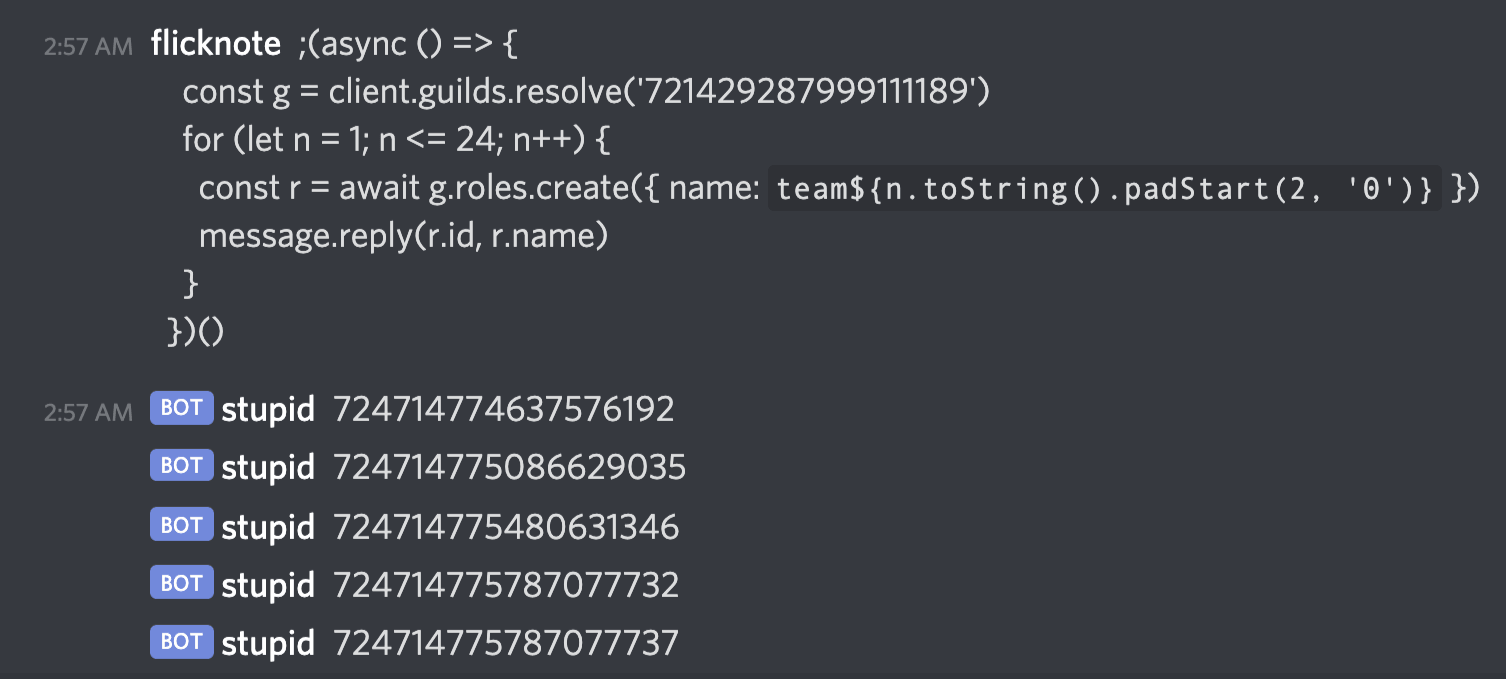 2:57 AM flicknote ;(async () => {
const g = client.guilds.resolve('721429287999111189')
for (let n = 1; n <= 24; n++) {
const r = await g.roles.create({ name: team${n.toString().padStart(2, '0')} })
message.reply(r.id, r.name)
}
})()
2:57 AM BOT stupid 724714774637576192
BOT stupid 724714775086629035
BOT stupid 724714775480631346
BOT stupid 724714775787077732
BOT stupid 724714775787077737